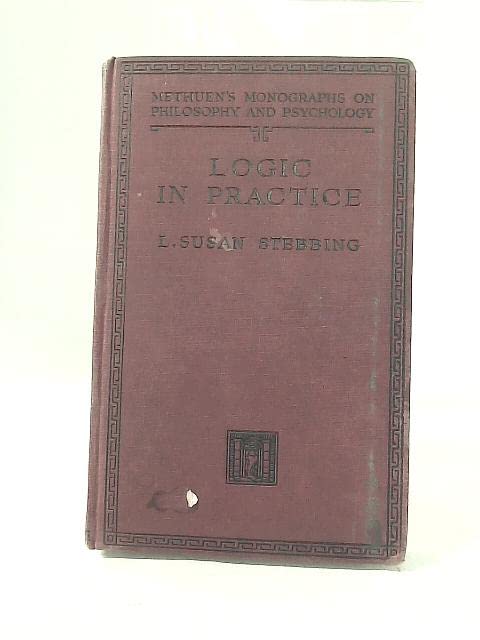 METHUEN'S MONOGRAPHS ON
PHILOSOPHY AND PSYCHOLOGY
LOGIC
IN PRACTICE
L. SUSAN STEBBING